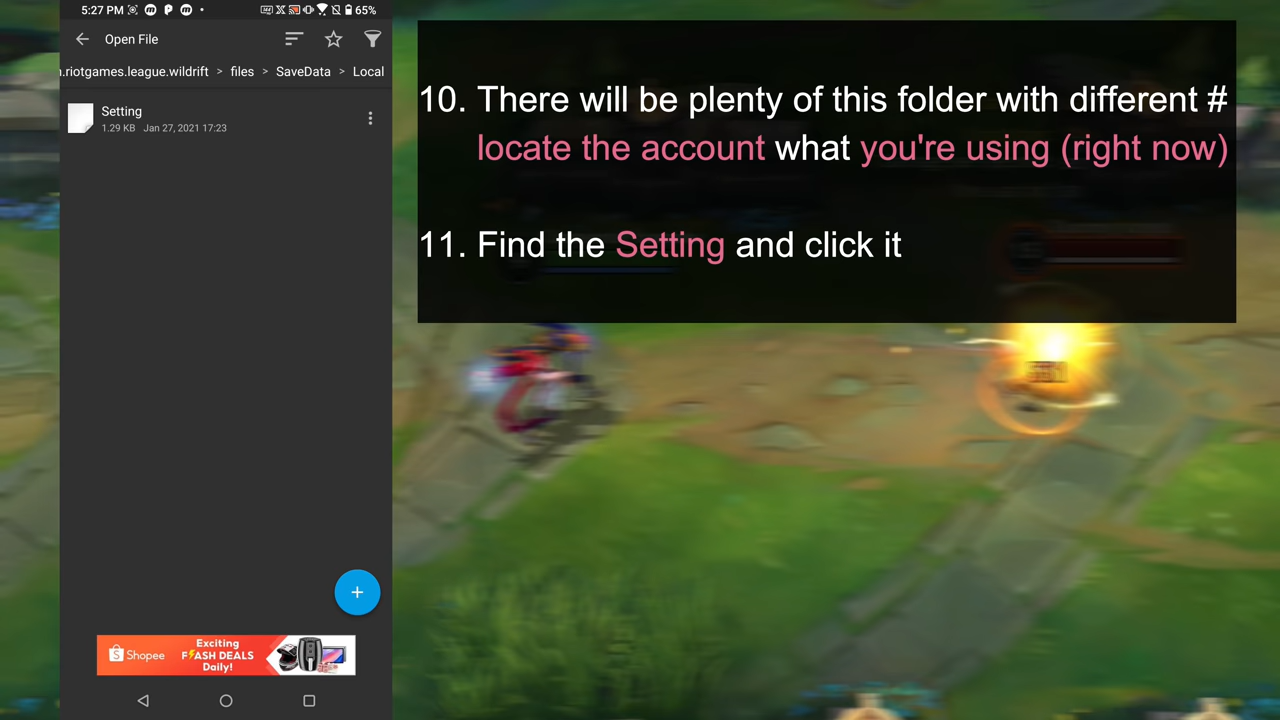 5:27 PM
65%
Open File
n.riotgames.league.wildrift > files > SaveData > Local
Setting
1.29 KB Jan 27, 2021 17:23
10. There will be plenty of this folder with different #
locate the account what you're using (right now)
11. Find the Setting and click it
Shopee
Exciting
FLASH DEALS
Daily!